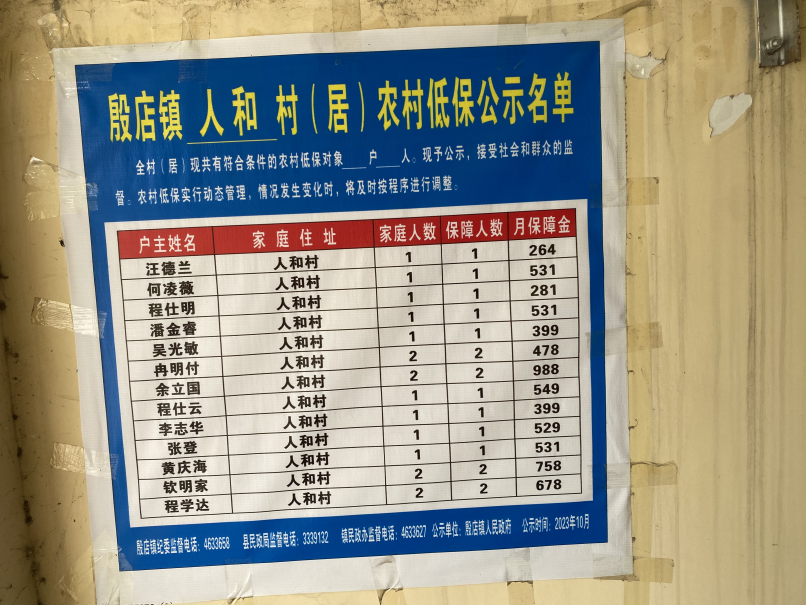 殷店镇 人和 村（居）农村低保公示名单
全村（居）现共有符合条件的农村低保对象____户____人。现予公示，接受社会和群众的监
督。农村低保实行动态管理，情况发生变化时，将及时按程序进行调整。
户主姓名 家庭住址 家庭人数 保障人数 月保障金
汪德兰 人和村 1 1 264
何凌薇 人和村 1 1 531
程仕明 人和村 1 1 281
潘金睿 人和村 1 1 531
吴光敏 人和村 1 1 399
冉明付 人和村 2 2 478
余立国 人和村 2 2 988
程仕云 人和村 1 1 549
李志华 人和村 1 1 399
张登 人和村 1 1 529
黄庆海 人和村 1 1 531
钦明家 人和村 2 2 758
程学达 人和村 2 2 678
殷店镇纪委监督电话：4633658 县民政局监督电话：3339132 镇民政办监督电话：4633627 公示单位：殷店镇人民政府 公示时间：2023年10月